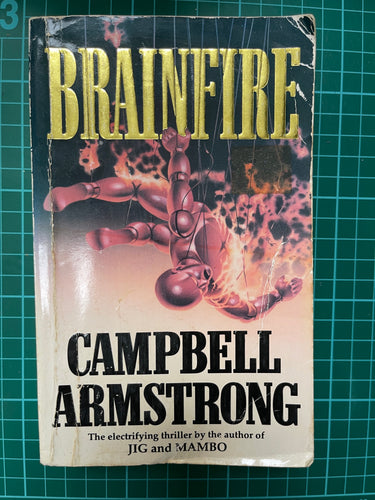 3
BRAINFIRE
CAMPBELL
ARMSTRONG
The electrifying thriller by the author of
JIG and MAMBO